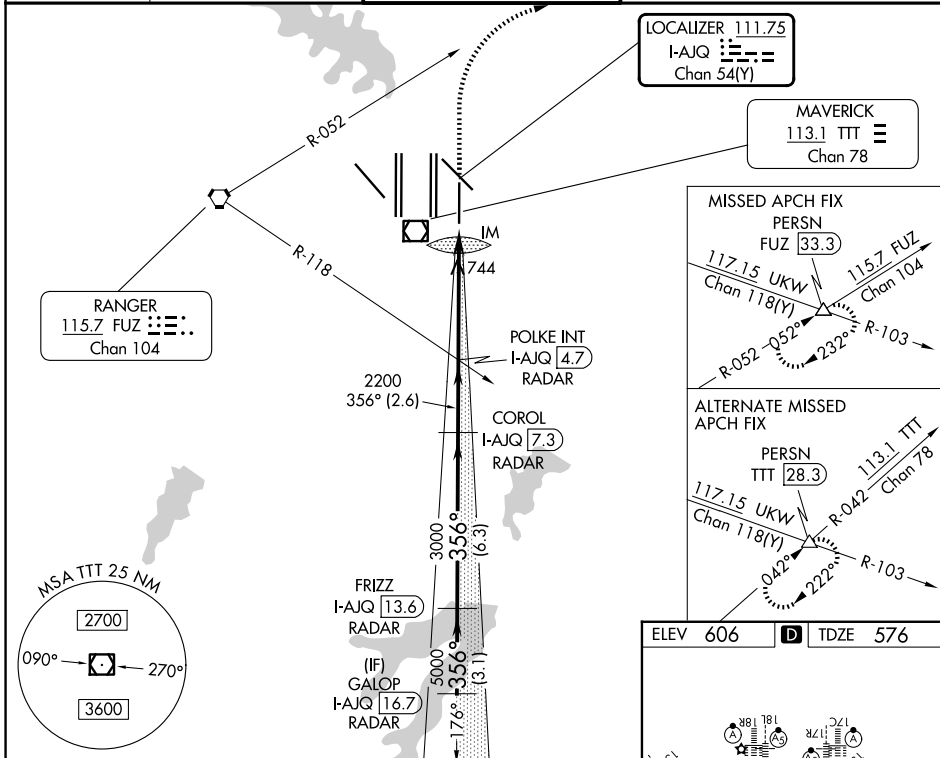 LOCALIZER 111.75
I-AJQ
Chan 54(Y)
MAVERICK
113.1 TTT
Chan 78
R-052
R-118
IM
744
RANGER
115.7 FUZ
Chan 104
POLKE INT
I-AJQ 4.7
RADAR
2200
356° (2.6)
COROL
I-AJQ 7.3
RADAR
3000
356°
(6.3)
FRIZZ
I-AJQ 13.6
RADAR
5000
356°
(3.1)
(IF)
GALOP
I-AJQ 16.7
RADAR
176°
MSA TTT 25 NM
2700
090°
270°
3600
MISSED APCH FIX
PERSN
FUZ 33.3
117.15 UKW
Chan 118(Y)
115.7 FUZ
Chan 104
R-103
R-052
052°
232°
ALTERNATE MISSED
APCH FIX
PERSN
TTT 28.3
117.15 UKW
Chan 118(Y)
113.1 TTT
Chan 78
R-042
R-103
042°
222°
ELEV 606
D
TDZE 576
18R
18L
17R
17C
A
A5
A